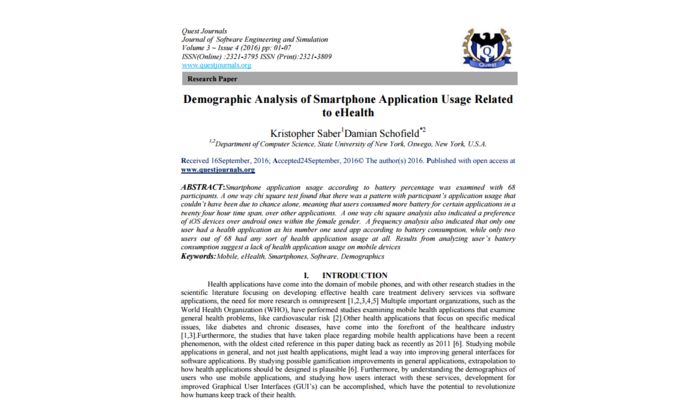 Quest Journals
Journal of Software Engineering and Simulation
Volume 3 ~ Issue 4 (2016) pp: 01-07
ISSN(Online) :2321-3795 ISSN (Print):2321-3809
www.questjournals.org
Q
Quest
Research Paper
Demographic Analysis of Smartphone Application Usage Related
to eHealth
Kristopher Saber1Damian Schofield*2
1,2Department of Computer Science, State University of New York, Oswego, New York, U.S.A.
Received 16September, 2016; Accepted24September, 2016© The author(s) 2016. Published with open access at
www.questjournals.org
ABSTRACT:Smartphone application usage according to battery percentage was examined with 68
participants. A one way chi square test found that there was a pattern with participant's application usage that
couldn't have been due to chance alone, meaning that users consumed more battery for certain applications in a
twenty four hour time span, over other applications. A one way chi square analysis also indicated a preference
of iOS devices over android ones within the female gender. A frequency analysis also indicated that only one
user had a health application as his number one used app according to battery consumption, while only two
users out of 68 had any sort of health application usage at all. Results from analyzing user's battery
consumption suggest a lack of health application usage on mobile devices
Keywords:Mobile, eHealth, Smartphones, Software, Demographics
I. INTRODUCTION
Health applications have come into the domain of mobile phones, and with other research studies in the
scientific literature focusing on developing effective health care treatment delivery services via software
applications, the need for more research is omnipresent [1,2,3,4,5] Multiple important organizations, such as the
World Health Organization (WHO), have performed studies examining mobile health applications that examine
general health problems, like cardiovascular risk [2].Other health applications that focus on specific medical
issues, like diabetes and chronic diseases, have come into the forefront of the healthcare industry
[1,3].Furthermore, the studies that have taken place regarding mobile health applications have been a recent
phenomenon, with the oldest cited reference in this paper dating back as recently as 2011 [6]. Studying mobile
applications in general, and not just health applications, might lead a way into improving general interfaces for
software applications. By studying possible gamification improvements in general applications, extrapolation to
how health applications should be designed is plausible [6]. Furthermore, by understanding the demographics of
users who use mobile applications, and studying how users interact with these services, development for
improved Graphical User Interfaces (GUI's) can be accomplished, which have the potential to revolutionize
how humans keep track of their health.